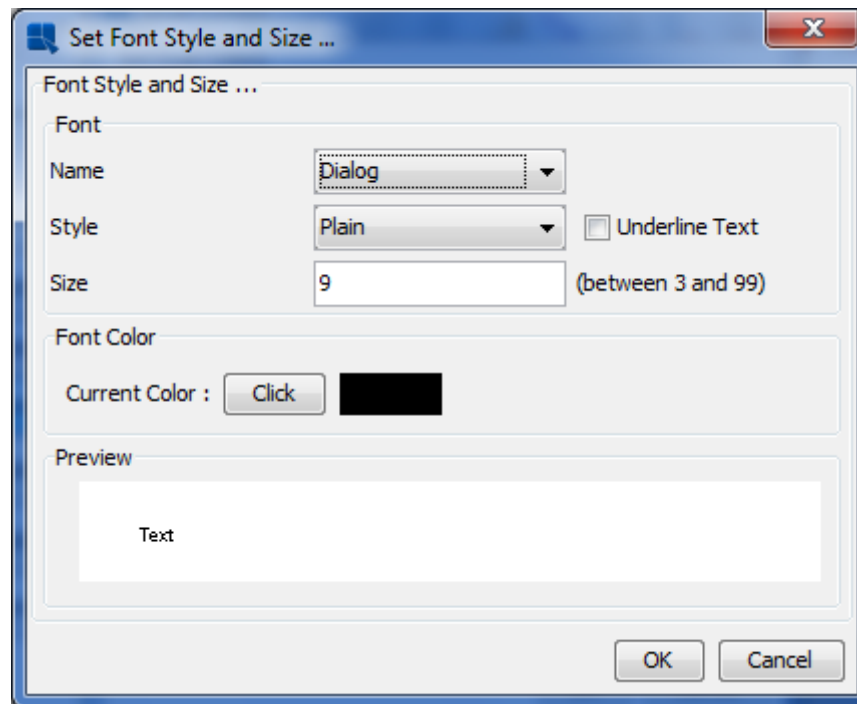 Set Font Style and Size ...
Font Style and Size ...
Font
Name Dialog
Style Plain Underline Text
Size 9 (between 3 and 99)
Font Color
Current Color : Click
Preview
Text
OK Cancel